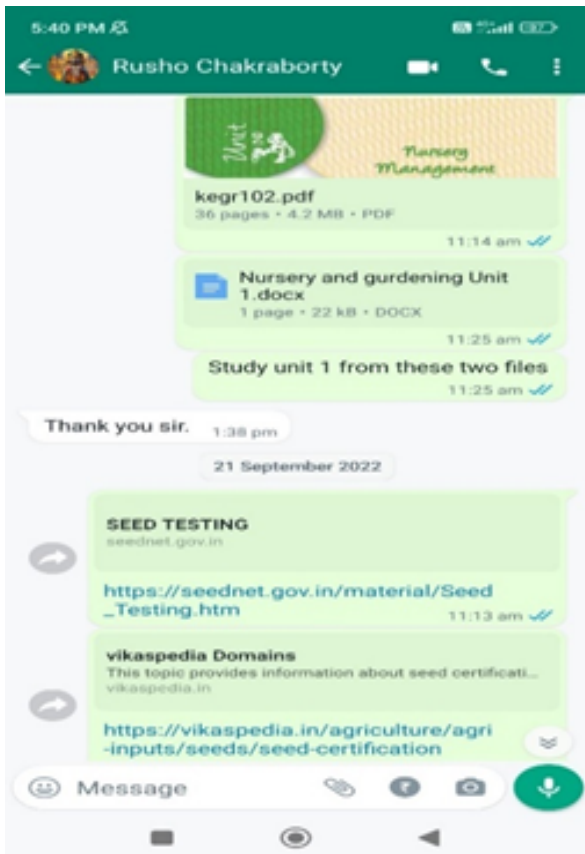 5:40 PM
Rusho Chakraborty
Unit
Nursery
Management
kegr102.pdf
36 pages • 4.2 MB • PDF
11:14 am
Nursery and gurdening Unit
1.docx
1 page • 22 kB • DOCX
11:25 am
Study unit 1 from these two files
11:25 am
Thank you sir. 1:38 pm
21 September 2022
SEED TESTING
seednet.gov.in
https://seednet.gov.in/material/Seed
_Testing.htm 11:13 am
vikaspedia Domains
This topic provides information about seed certificati...
vikaspedia.in
https://vikaspedia.in/agriculture/agri
-inputs/seeds/seed-certification
Message